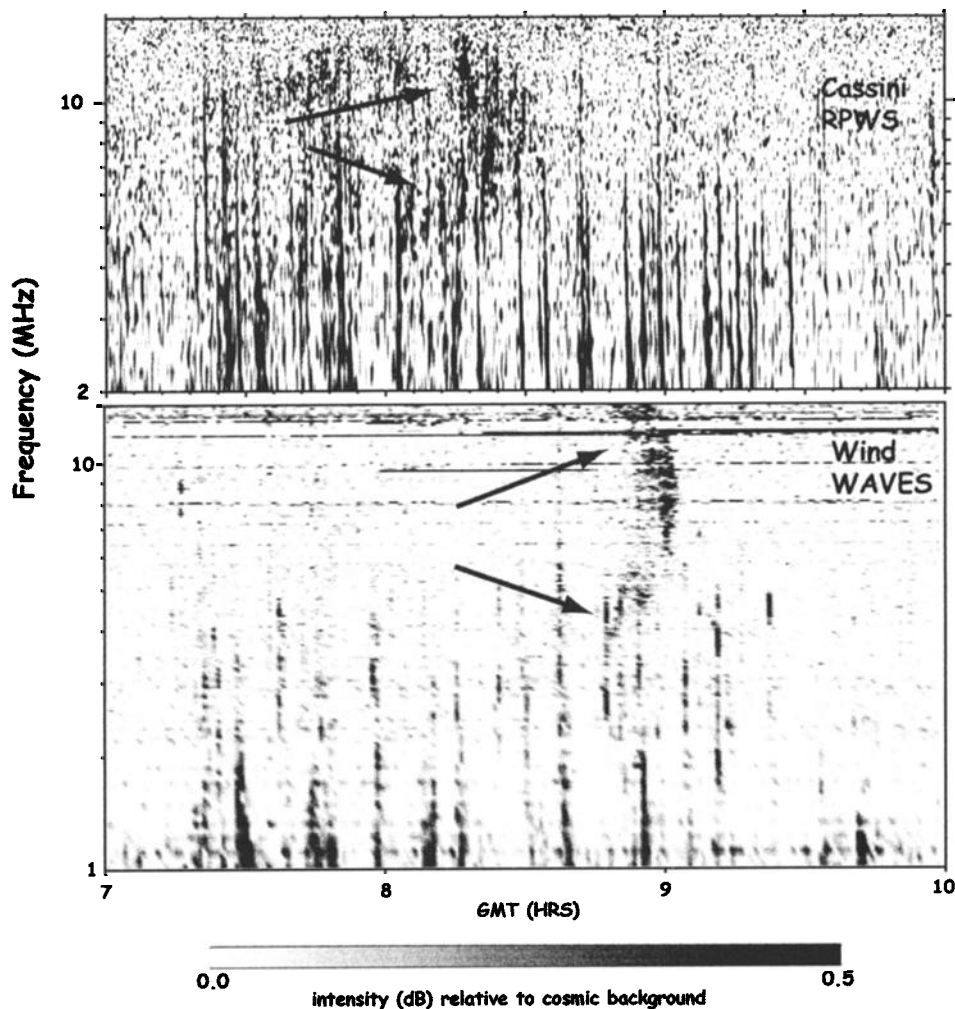 10
Cassini
RPWS
2
Frequency (MHz)
10
Wind
WAVES
1
7 8 9 10
GMT (HRS)
0.0 0.5
intensity (dB) relative to cosmic background